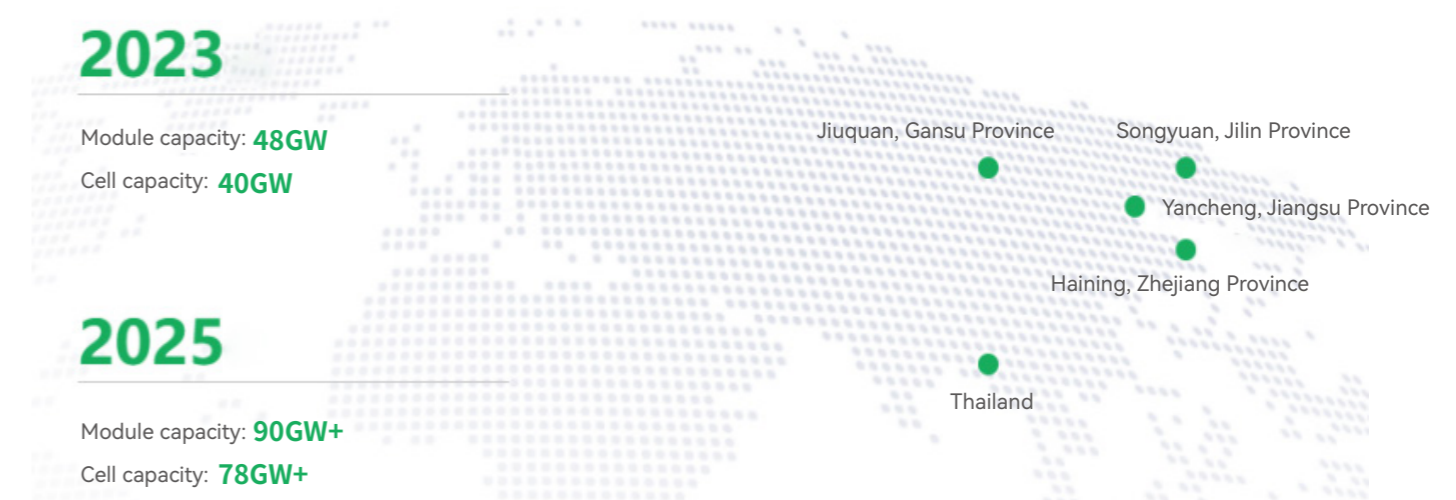 2023
Module capacity: 48GW
Cell capacity: 40GW
Jiuquan, Gansu Province
Songyuan, Jilin Province
Yancheng, Jiangsu Province
Haining, Zhejiang Province
Thailand
2025
Module capacity: 90GW+
Cell capacity: 78GW+